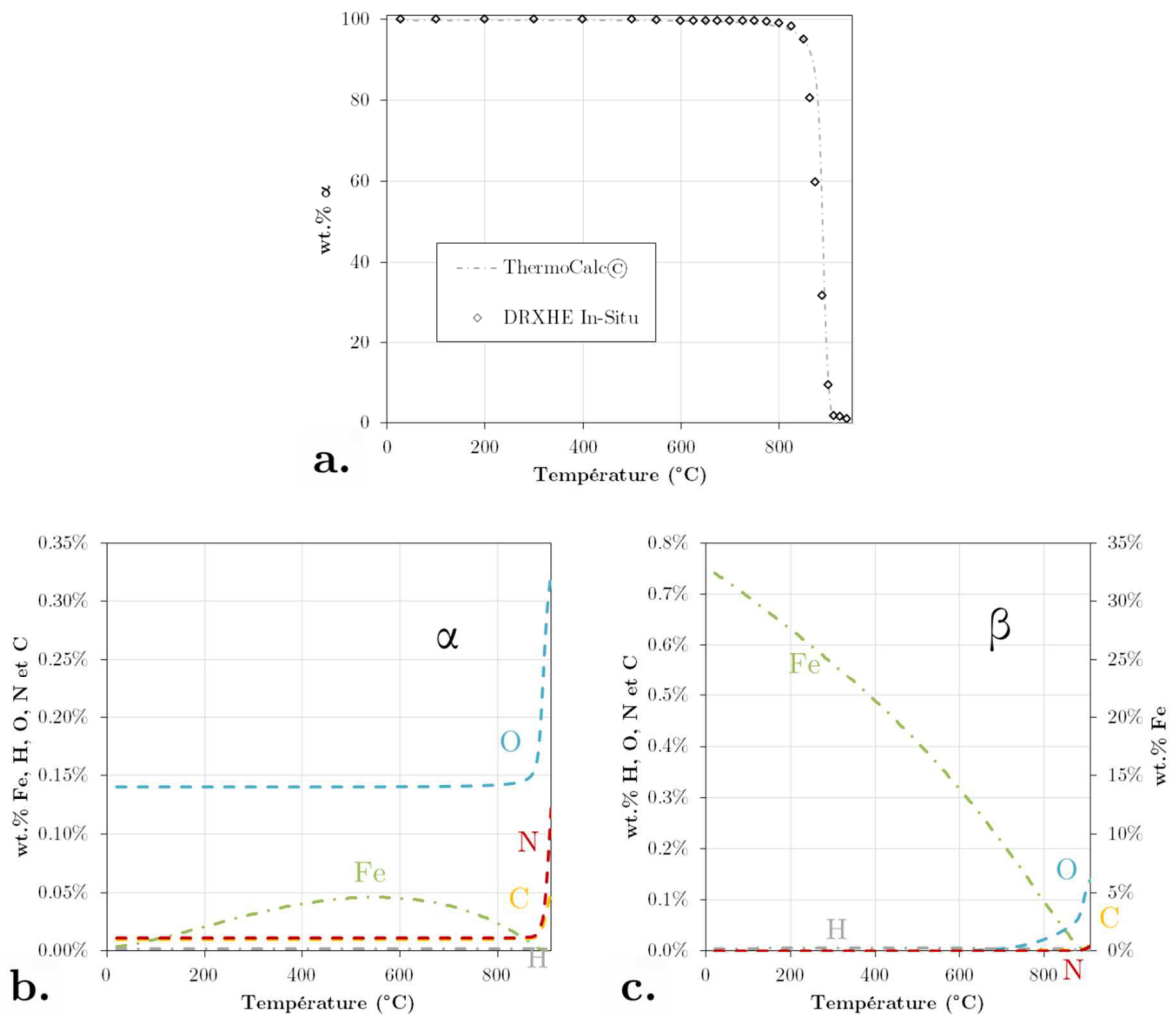 100
80
60
40
20
0
wt.% α
ThermoCalc©
DRXHE In-Situ
0 200 400 600 800
Température (°C)
a.
0.35%
0.30%
0.25%
0.20%
0.15%
0.10%
0.05%
0.00%
wt.% Fe, H, O, N et C
α
O
N
Fe
C
H
0 200 400 600 800
Température (°C)
b.
0.8%
0.7%
0.6%
0.5%
0.4%
0.3%
0.2%
0.1%
0.0%
wt.% H, O, N et C
β
Fe
O
C
H
N
35%
30%
25%
20%
15%
10%
5%
0%
wt.% Fe
0 200 400 600 800
Température (°C)
c.